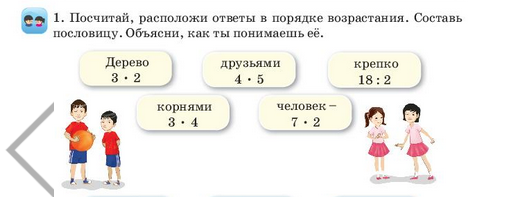 1. Посчитай, расположи ответы в порядке возрастания. Составь
пословицу. Объясни, как ты понимаешь её.
Дерево
3 · 2
друзьями
4 · 5
крепко
18 : 2
корнями
3 · 4
человек –
7 · 2